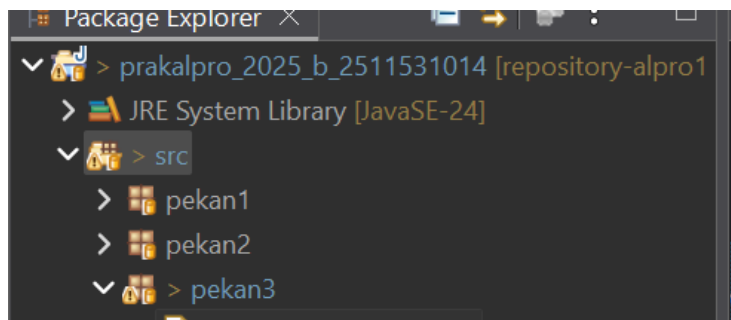 Package Explorer
> prakalpro_2025_b_2511531014 [repository-alpro1
JRE System Library [JavaSE-24]
> src
pekan1
pekan2
> pekan3